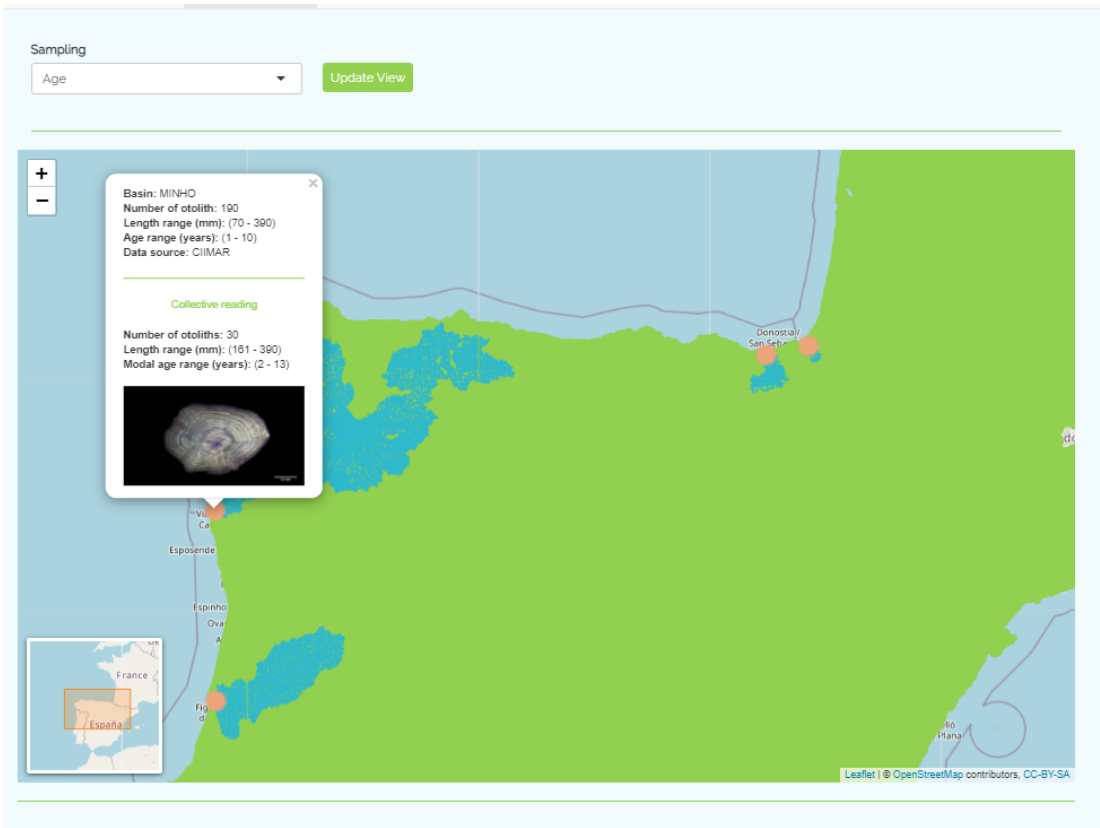 Sampling
Age
Update View
+
−
×
Basin: MINHO
Number of otolith: 190
Length range (mm): (70 - 390)
Age range (years): (1 - 10)
Data source: CIIMAR
Collective reading
Number of otoliths: 30
Length range (mm): (161 - 390)
Modal age range (years): (2 - 13)
Donostia /
San Seba
Esposende
Espinho
Ova
Fig
France
España
Plana
Leaflet | © OpenStreetMap contributors, CC-BY-SA